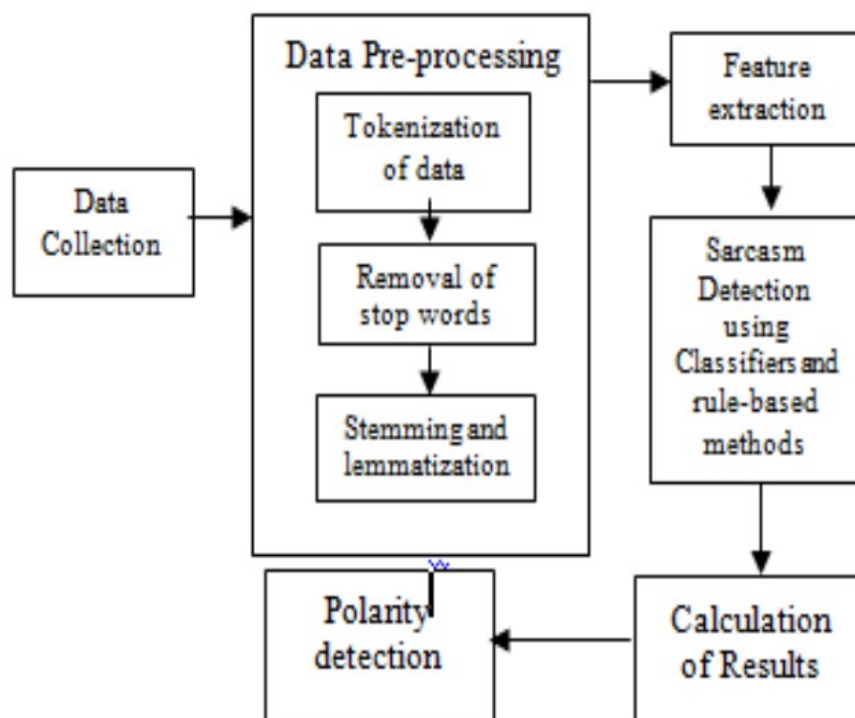 Data
Collection
Data Pre-processing
Tokenization
of data
Removal of
stop words
Stemming and
lemmatization
Feature
extraction
Sarcasm
Detection
using
Classifiers and
rule-based
methods
Calculation
of Results
Polarity
detection